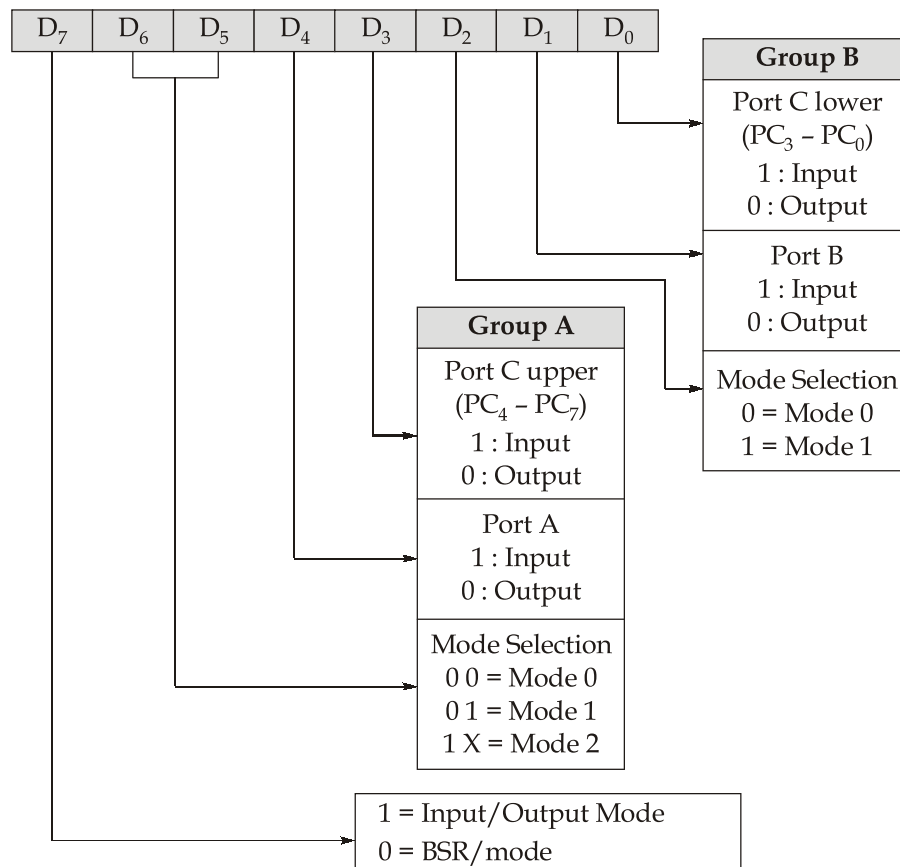 D₇ D₆ D₅ D₄ D₃ D₂ D₁ D₀
Group B
Port C lower
(PC₃ – PC₀)
1 : Input
0 : Output
Port B
1 : Input
0 : Output
Mode Selection
0 = Mode 0
1 = Mode 1
Group A
Port C upper
(PC₄ – PC₇)
1 : Input
0 : Output
Port A
1 : Input
0 : Output
Mode Selection
0 0 = Mode 0
0 1 = Mode 1
1 X = Mode 2
1 = Input/Output Mode
0 = BSR/mode